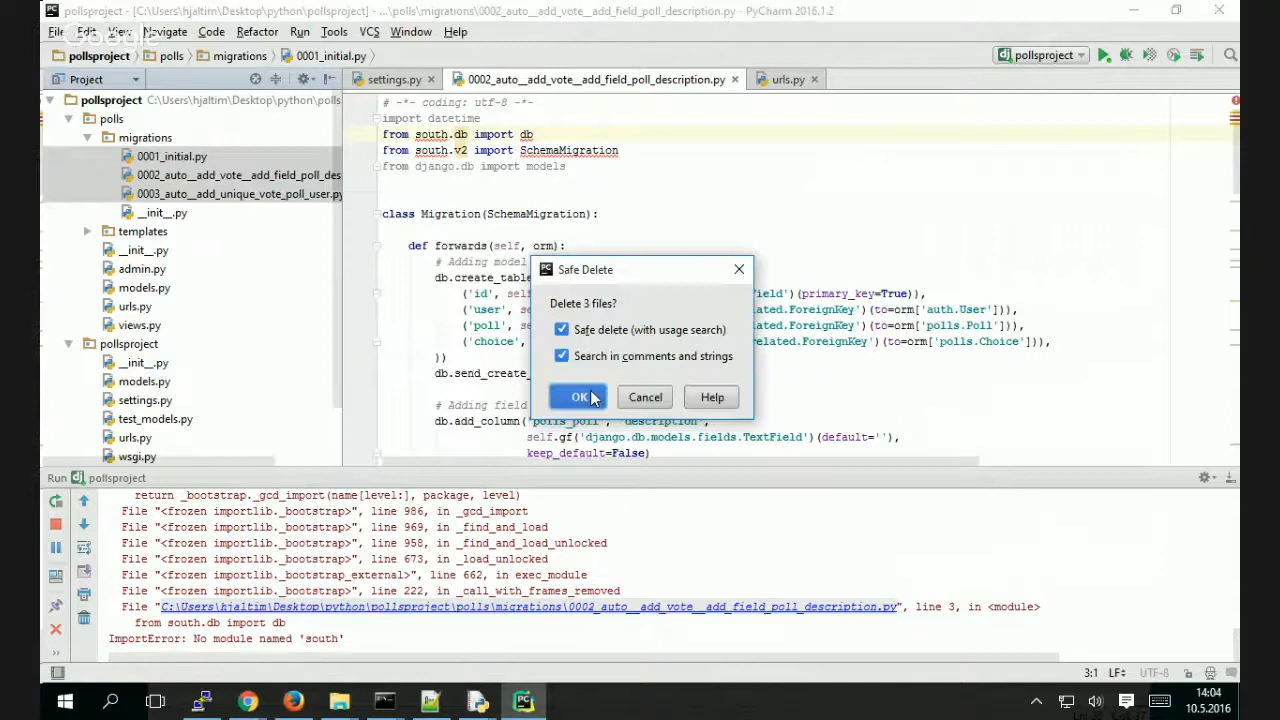 pollsproject - [C:\Users\hjaltim\Desktop\python\pollsproject] - ...\polls\migrations\0002_auto__add_vote__add_field_poll_description.py - PyCharm 2016.1.2
File Edit View Navigate Code Refactor Run Tools VCS Window Help
Google
pollsproject polls migrations 0001_initial.py pollsproject
Project settings.py 0002_auto__add_vote__add_field_poll_description.py urls.py
pollsproject C:\Users\hjaltim\Desktop\python\polls
polls
migrations
0001_initial.py
0002_auto__add_vote__add_field_poll_des
0003_auto__add_unique_vote_poll_user.py
__init__.py
templates
__init__.py
admin.py
models.py
urls.py
views.py
pollsproject
__init__.py
models.py
settings.py
test_models.py
urls.py
wsgi.py
# -*- coding: utf-8 -*-
import datetime
from south.db import db
from south.v2 import SchemaMigration
from django.db import models
class Migration(SchemaMigration):
def forwards(self, orm):
# Adding model
db.create_table
('id', self ield')(primary_key=True)),
('user', se lated.ForeignKey')(to=orm['auth.User'])),
('poll', se lated.ForeignKey')(to=orm['polls.Poll'])),
('choice', elated.ForeignKey')(to=orm['polls.Choice'])),
))
db.send_create_
# Adding field
db.add_column('polls_poll', 'description',
self.gf('django.db.models.fields.TextField')(default=''),
keep_default=False)
Safe Delete
Delete 3 files?
Safe delete (with usage search)
Search in comments and strings
OK Cancel Help
Run pollsproject
return _bootstrap._gcd_import(name[level:], package, level)
File "<frozen importlib._bootstrap>", line 986, in _gcd_import
File "<frozen importlib._bootstrap>", line 969, in _find_and_load
File "<frozen importlib._bootstrap>", line 958, in _find_and_load_unlocked
File "<frozen importlib._bootstrap>", line 673, in _load_unlocked
File "<frozen importlib._bootstrap_external>", line 662, in exec_module
File "<frozen importlib._bootstrap>", line 222, in _call_with_frames_removed
File "C:\Users\hjaltim\Desktop\python\pollsproject\polls\migrations\0002_auto__add_vote__add_field_poll_description.py", line 3, in <module>
from south.db import db
ImportError: No module named 'south'
3:1 LF UTF-8
14:04
10.5.2016